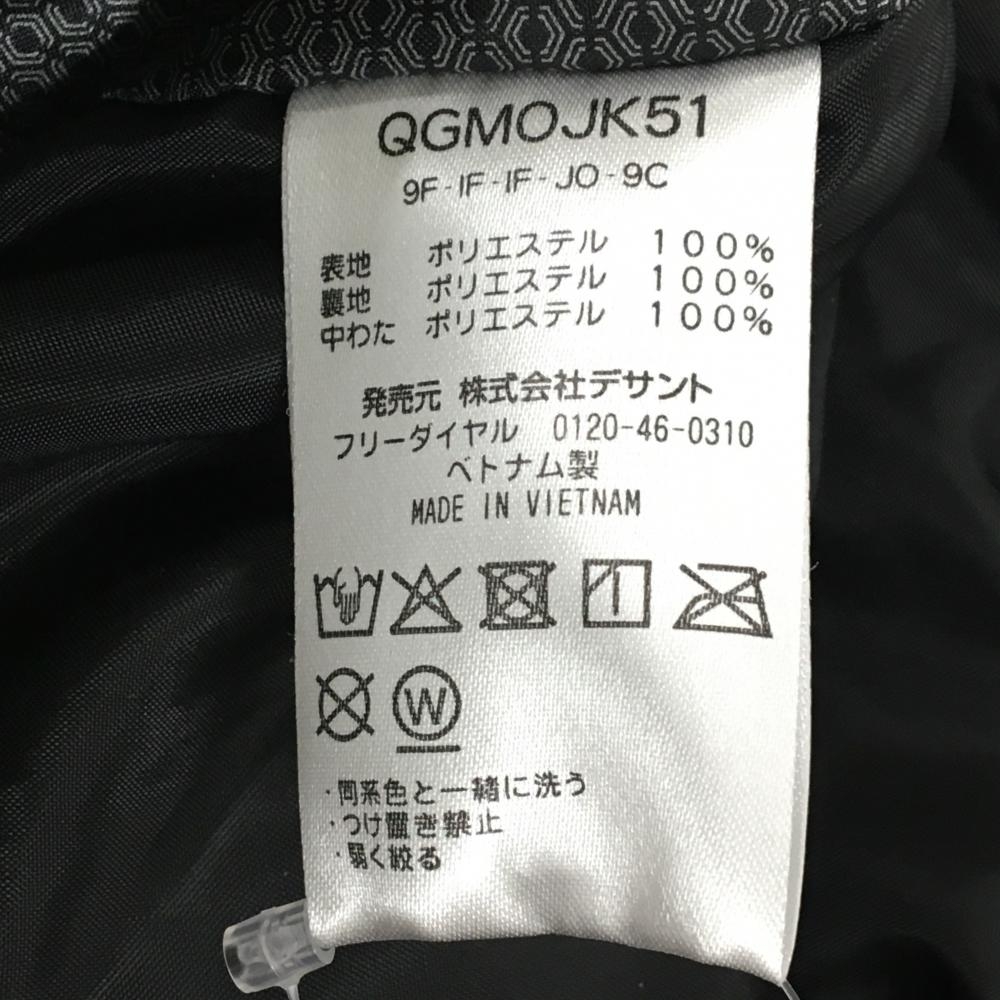 QGMOJK51
9F-IF-IF-JO-9C
表地 ポリエステル 100%
裏地 ポリエステル 100%
中わた ポリエステル 100%
発売元 株式会社デサント
フリーダイヤル 0120-46-0310
ベトナム製
MADE IN VIETNAM
W
・同系色と一緒に洗う
・つけ置き禁止
・弱く絞る